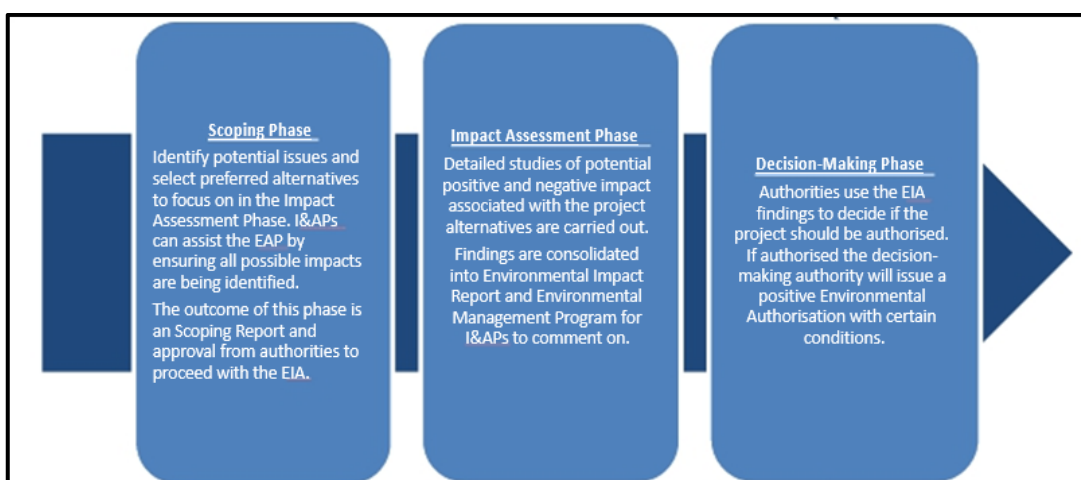 Scoping Phase
Identify potential issues and
select preferred alternatives
to focus on in the Impact
Assessment Phase. I&APs
can assist the EAP by
ensuring all possible impacts
are being identified.
The outcome of this phase is
an Scoping Report and
approval from authorities to
proceed with the EIA.
Impact Assessment Phase
Detailed studies of potential
positive and negative impact
associated with the project
alternatives are carried out.
Findings are consolidated
into Environmental Impact
Report and Environmental
Management Program for
I&APs to comment on.
Decision-Making Phase
Authorities use the EIA
findings to decide if the
project should be authorised.
If authorised the decision-
making authority will issue a
positive Environmental
Authorisation with certain
conditions.